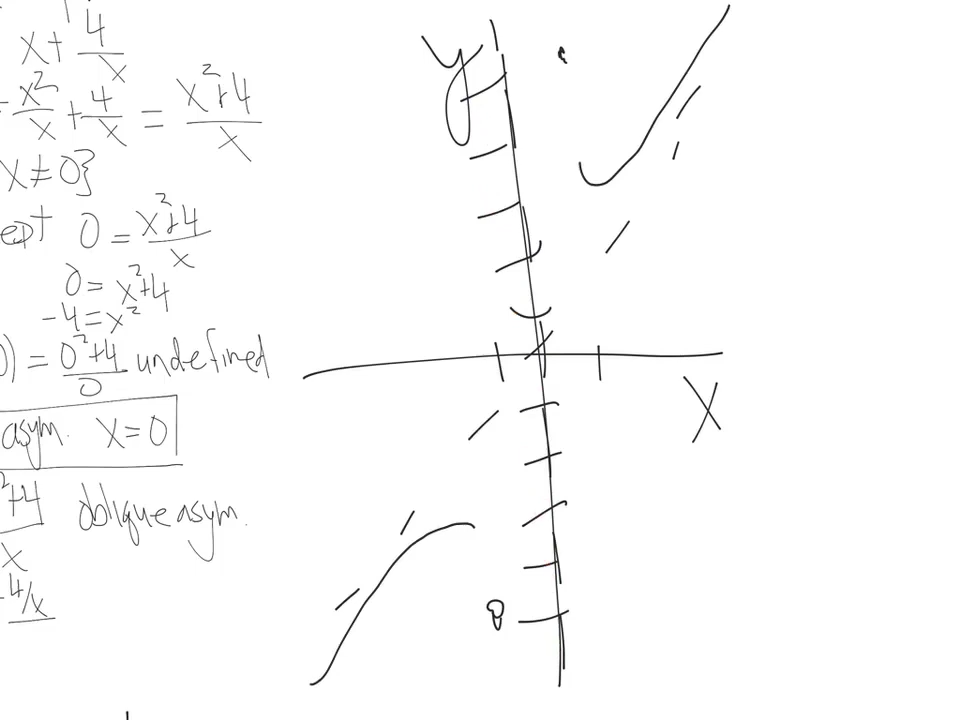 x + 4/x
x²/x + 4/x = (x²+4)/x
x ≠ 0}
ept 0 = (x²+4)/x
0 = x²+4
-4 = x²
0) = (0²+4)/0 undefined
asym. x=0
²+4 oblique asym.
x
4/x
y
x